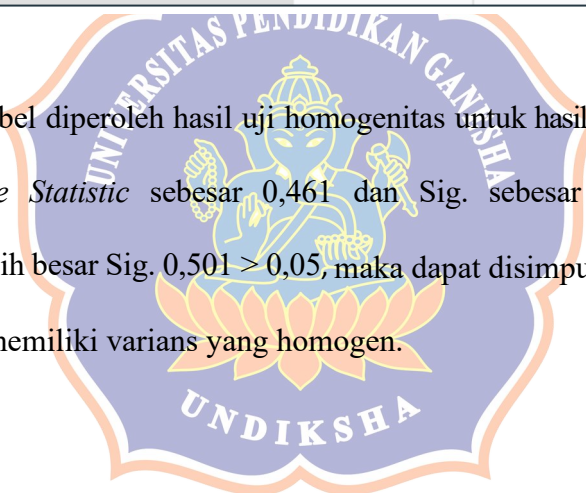 UNIVERSITAS PENDIDIKAN GANESHA
bel diperoleh hasil uji homogenitas untuk hasil
e Statistic sebesar 0,461 dan Sig. sebesar
ih besar Sig. 0,501 > 0,05, maka dapat disimpu
memiliki varians yang homogen.
UNDIKSHA